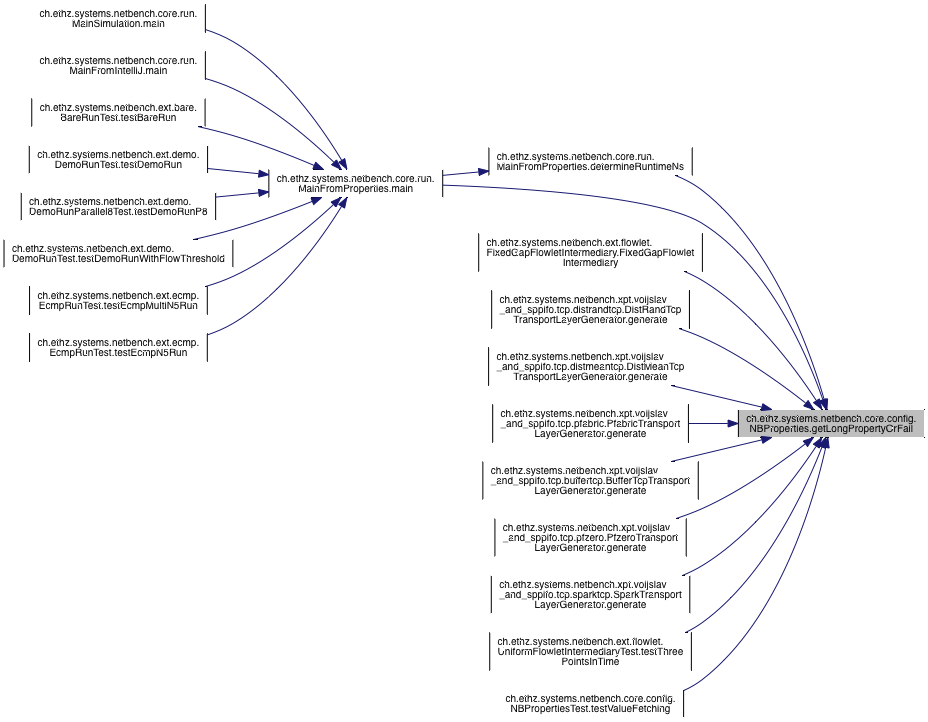 ch.ethz.systems.netbench.core.run.
MainSimulation.main
ch.ethz.systems.netbench.core.run.
MainFromIntelliJ.main
ch.ethz.systems.netbench.ext.bare.
BareRunTest.testBareRun
ch.ethz.systems.netbench.ext.demo.
DemoRunTest.testDemoRun
ch.ethz.systems.netbench.ext.demo.
DemoRunParallel8Test.testDemoRunP8
ch.ethz.systems.netbench.ext.demo.
DemoRunTest.testDemoRunWithFlowThreshold
ch.ethz.systems.netbench.ext.ecmp.
EcmpRunTest.testEcmpMultiN5Run
ch.ethz.systems.netbench.ext.ecmp.
EcmpRunTest.testEcmpN5Run
ch.ethz.systems.netbench.core.run.
MainFromProperties.main
ch.ethz.systems.netbench.core.run.
MainFromProperties.determineRuntimeNs
ch.ethz.systems.netbench.ext.flowlet.
FixedGapFlowletIntermediary.FixedGapFlowlet
Intermediary
ch.ethz.systems.netbench.xpt.voijslav
_and_sppifo.tcp.distrandtcp.DistRandTcp
TransportLayerGenerator.generate
ch.ethz.systems.netbench.xpt.voijslav
_and_sppifo.tcp.distmeantcp.DistMeanTcp
TransportLayerGenerator.generate
ch.ethz.systems.netbench.xpt.voijslav
_and_sppifo.tcp.pfabric.PfabricTransport
LayerGenerator.generate
ch.ethz.systems.netbench.xpt.voijslav
_and_sppifo.tcp.buffertcp.BufferTcpTransport
LayerGenerator.generate
ch.ethz.systems.netbench.xpt.voijslav
_and_sppifo.tcp.pfzero.PfzeroTransport
LayerGenerator.generate
ch.ethz.systems.netbench.xpt.voijslav
_and_sppifo.tcp.sparktcp.SparkTransport
LayerGenerator.generate
ch.ethz.systems.netbench.ext.flowlet.
UniformFlowletIntermediaryTest.testThree
PointsInTime
ch.ethz.systems.netbench.core.config.
NBPropertiesTest.testValueFetching
ch.ethz.systems.netbench.core.config.
NBProperties.getLongPropertyOrFail